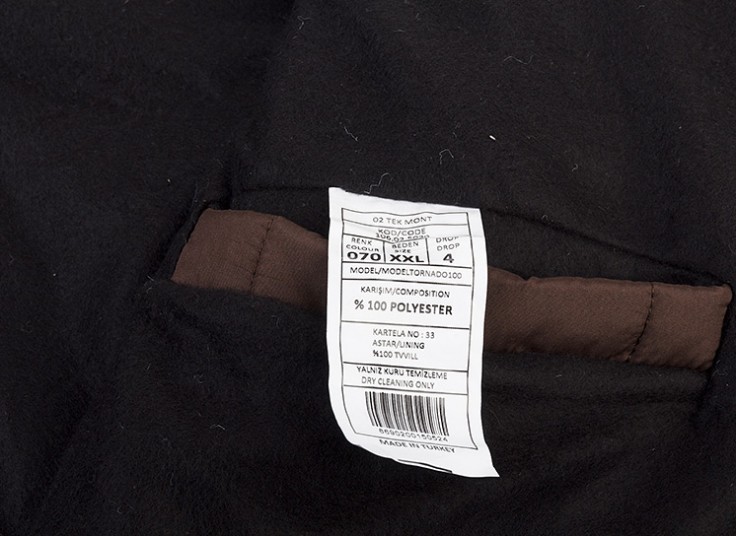 02 TEK MONT
KOD/CODE
RENK BEDEN DROP
COLOUR SIZE DROP
070 XXL 4
MODEL/MODELTORNADO100
KARIŞIM/COMPOSITION
% 100 POLYESTER
KARTELA NO : 33
ASTAR/LINING
%100 TVVILL
YALNIZ KURU TEMİZLEME
DRY CLEANING ONLY
8690200150524
MADE IN TURKEY